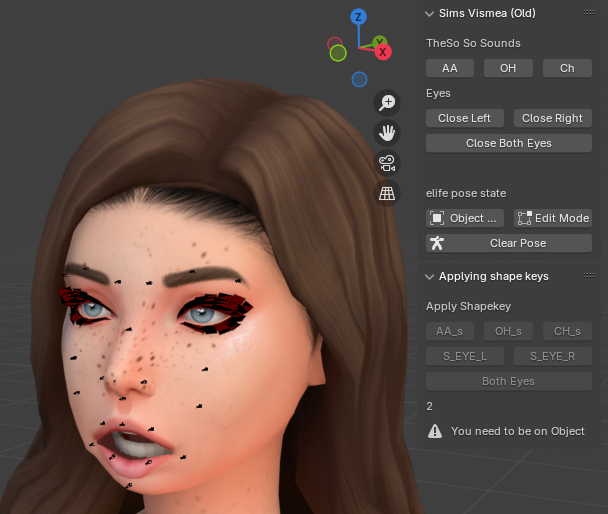 Sims Vismea (Old)
Z
Y
X
TheSo So Sounds
AA OH Ch
Eyes
Close Left Close Right
Close Both Eyes
elife pose state
Object ... Edit Mode
Clear Pose
Applying shape keys
Apply Shapekey
AA_s OH_s CH_s
S_EYE_L S_EYE_R
Both Eyes
2
You need to be on Object